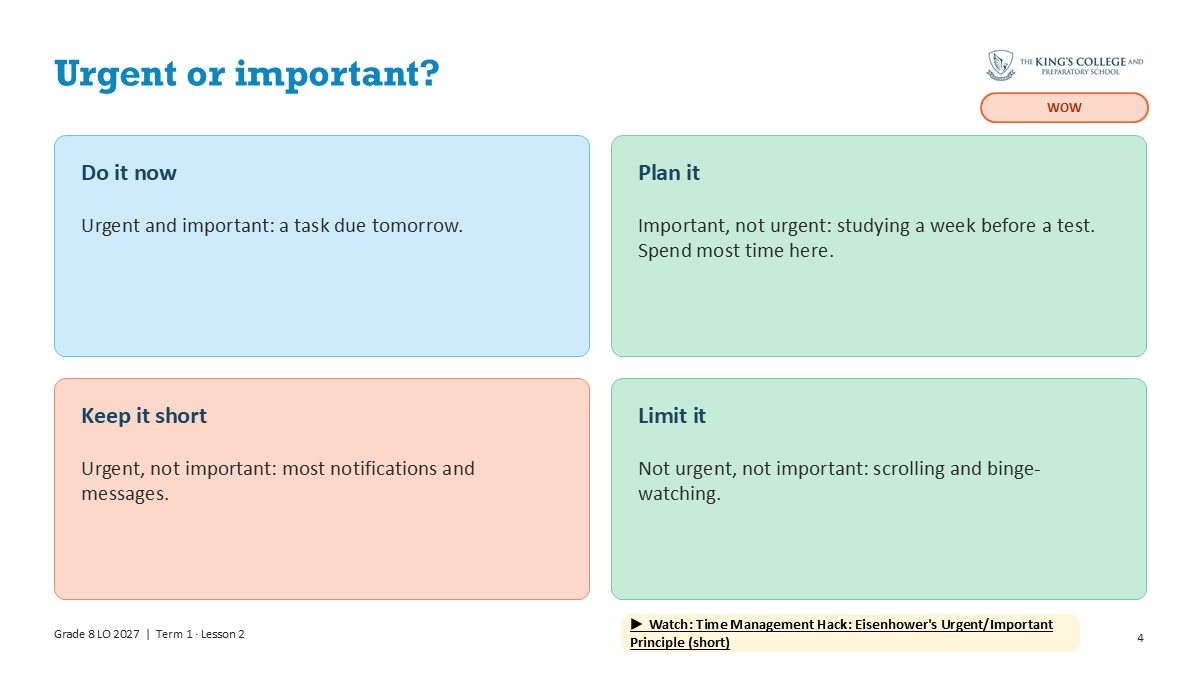 Urgent or important?
THE KING'S COLLEGE AND
PREPARATORY SCHOOL
WOW
Do it now
Urgent and important: a task due tomorrow.
Plan it
Important, not urgent: studying a week before a test.
Spend most time here.
Keep it short
Urgent, not important: most notifications and
messages.
Limit it
Not urgent, not important: scrolling and binge-
watching.
Grade 8 LO 2027 | Term 1 · Lesson 2
▶ Watch: Time Management Hack: Eisenhower's Urgent/Important
Principle (short)
4